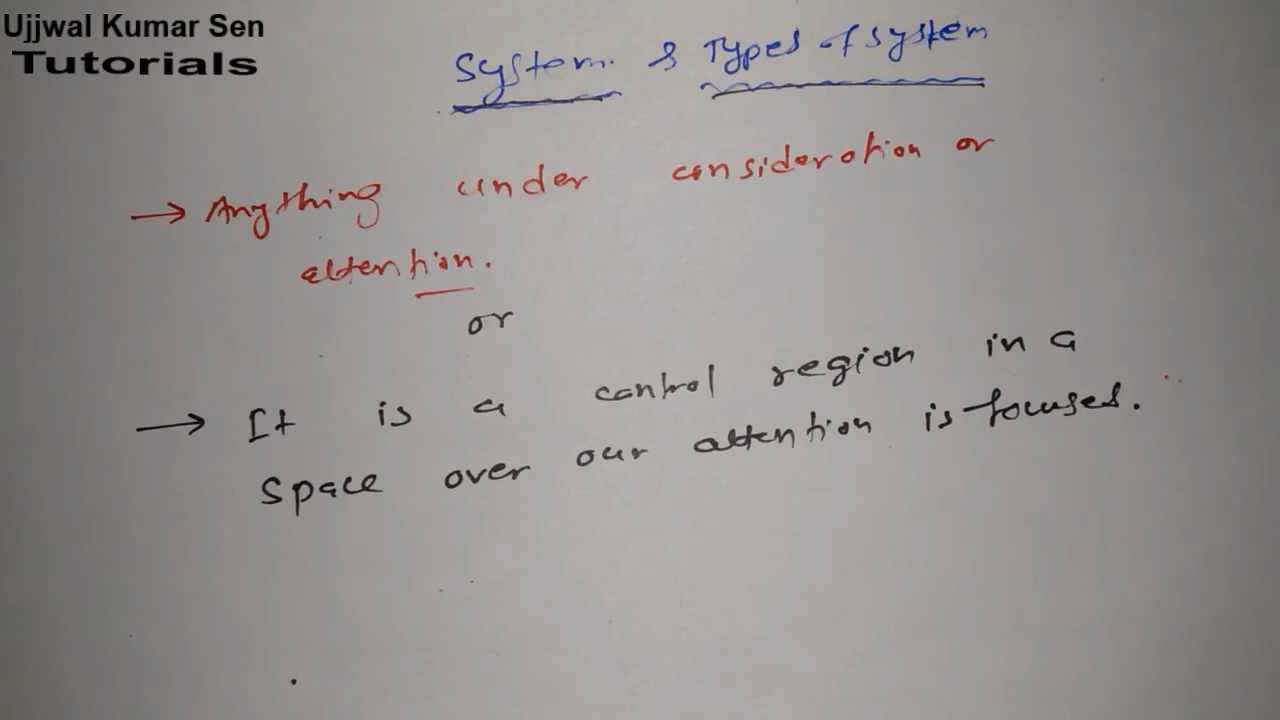 Ujjwal Kumar Sen
Tutorials
System. & Types of system
→ Anything under consideration or
attention.
or
→ It is a control region in a
space over our attention is focuses.